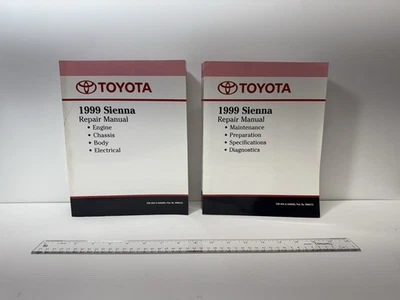 TOYOTA
1999 Sienna
Repair Manual
• Engine
• Chassis
• Body
• Electrical
TOYOTA
1999 Sienna
Repair Manual
• Maintenance
• Preparation
• Specifications
• Diagnostics